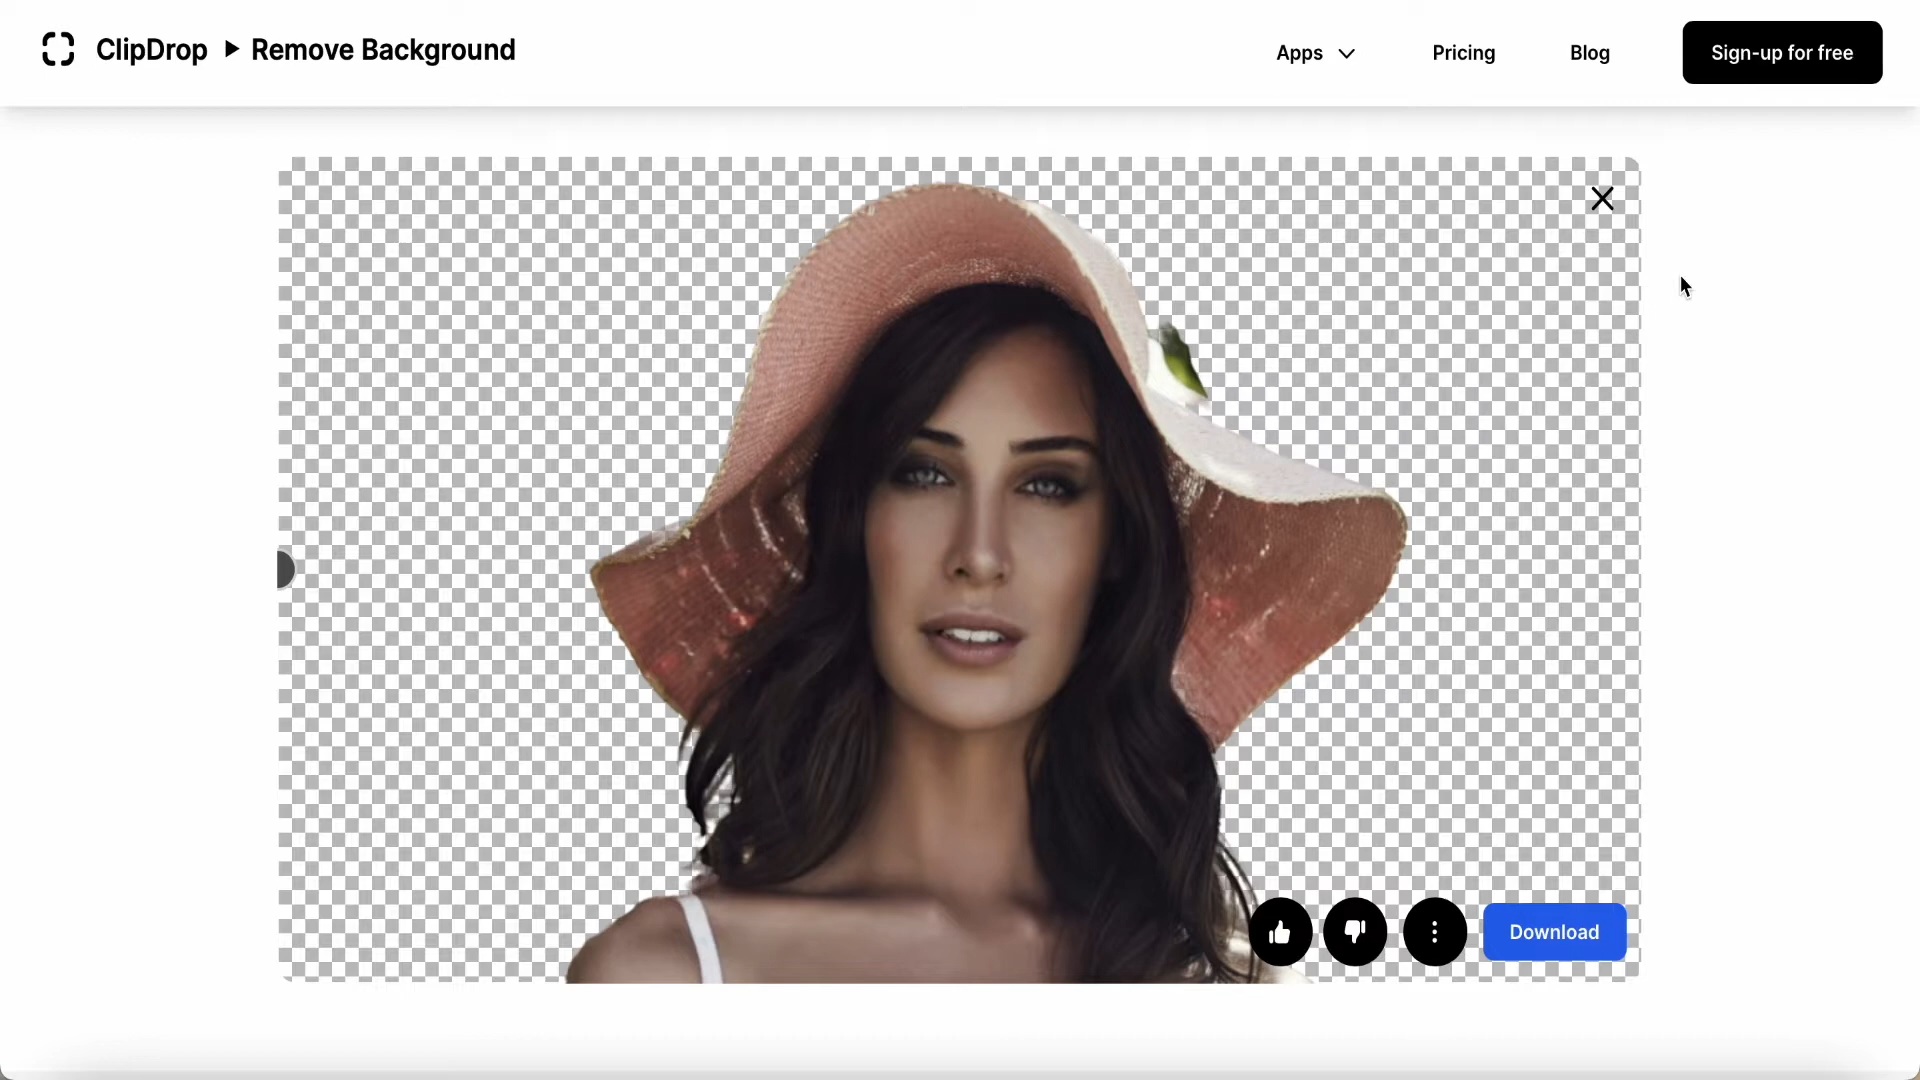 ClipDrop ▶ Remove Background
Apps
Pricing
Blog
Sign-up for free
Download